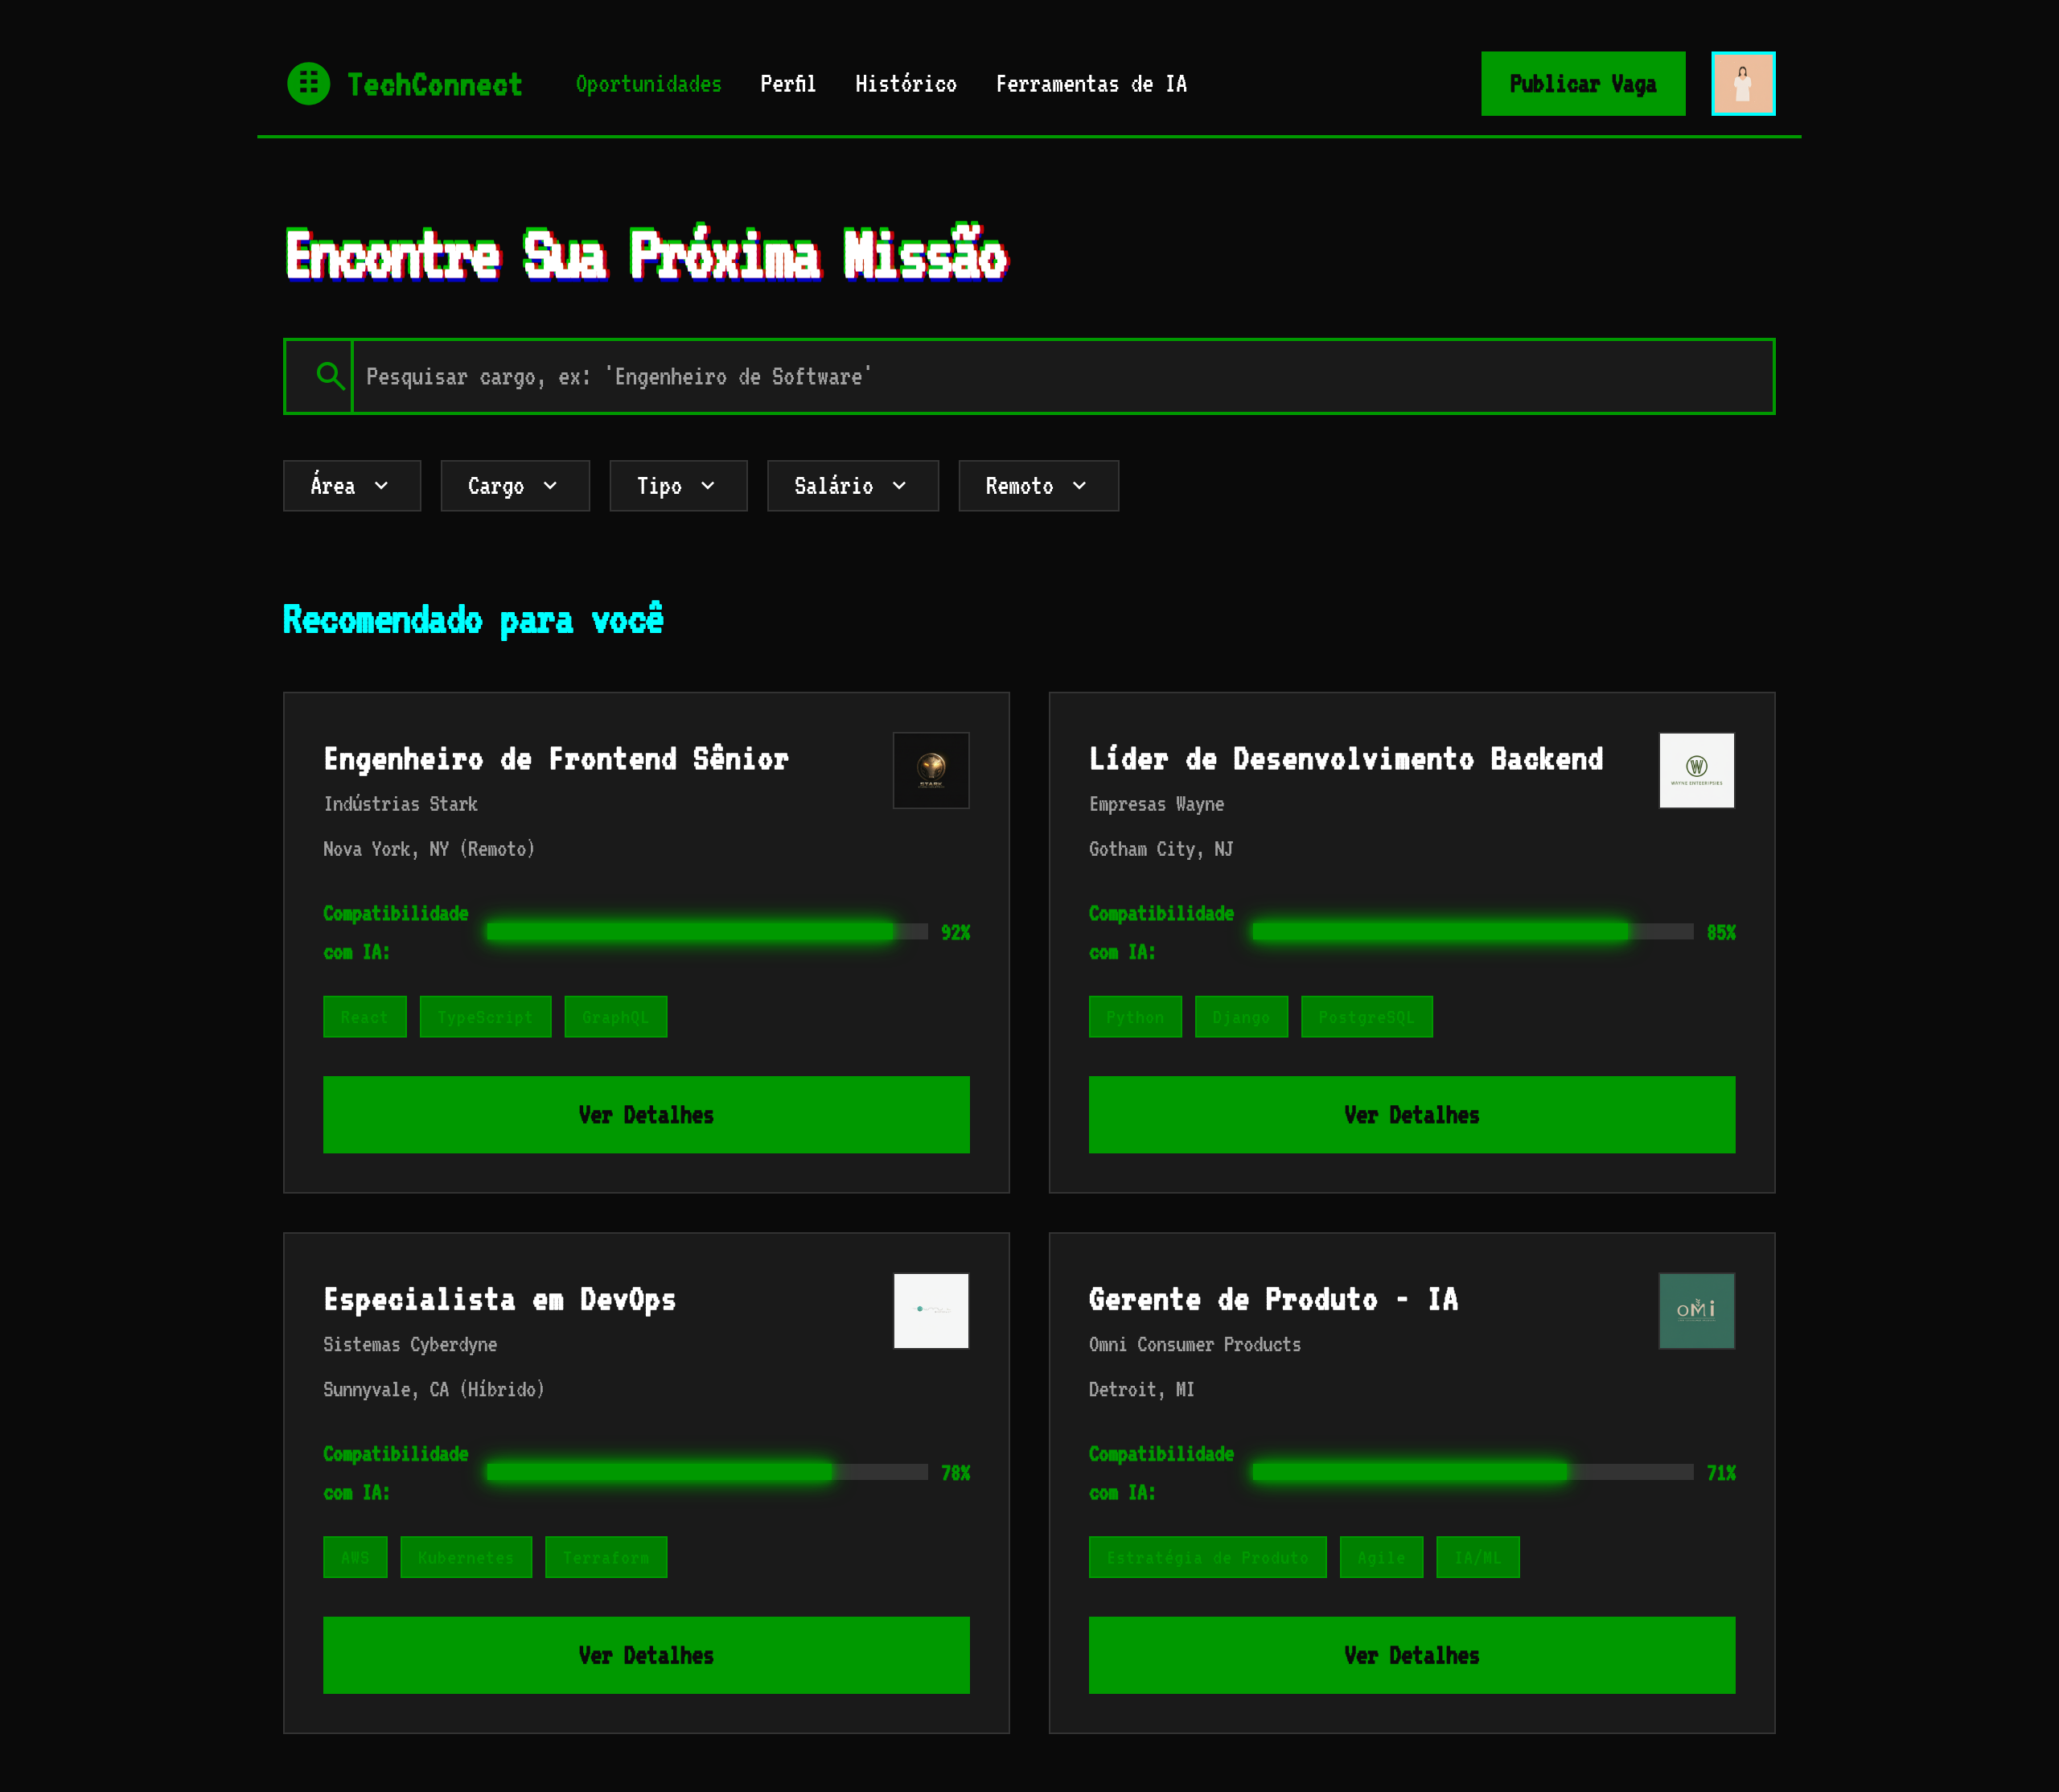 TechConnect
Oportunidades
Perfil
Histórico
Ferramentas de IA
Publicar Vaga
Encontre Sua Próxima Missão
Pesquisar cargo, ex: 'Engenheiro de Software'
Área
Cargo
Tipo
Salário
Remoto
Recomendado para você
Engenheiro de Frontend Sênior
Indústrias Stark
Nova York, NY (Remoto)
STARK
Compatibilidade
com IA:
92%
React
TypeScript
GraphQL
Ver Detalhes
Líder de Desenvolvimento Backend
Empresas Wayne
Gotham City, NJ
Compatibilidade
com IA:
85%
Python
Django
PostgreSQL
Ver Detalhes
Especialista em DevOps
Sistemas Cyberdyne
Sunnyvale, CA (Híbrido)
Compatibilidade
com IA:
78%
AWS
Kubernetes
Terraform
Ver Detalhes
Gerente de Produto - IA
Omni Consumer Products
Detroit, MI
OMi
Compatibilidade
com IA:
71%
Estratégia de Produto
Agile
IA/ML
Ver Detalhes